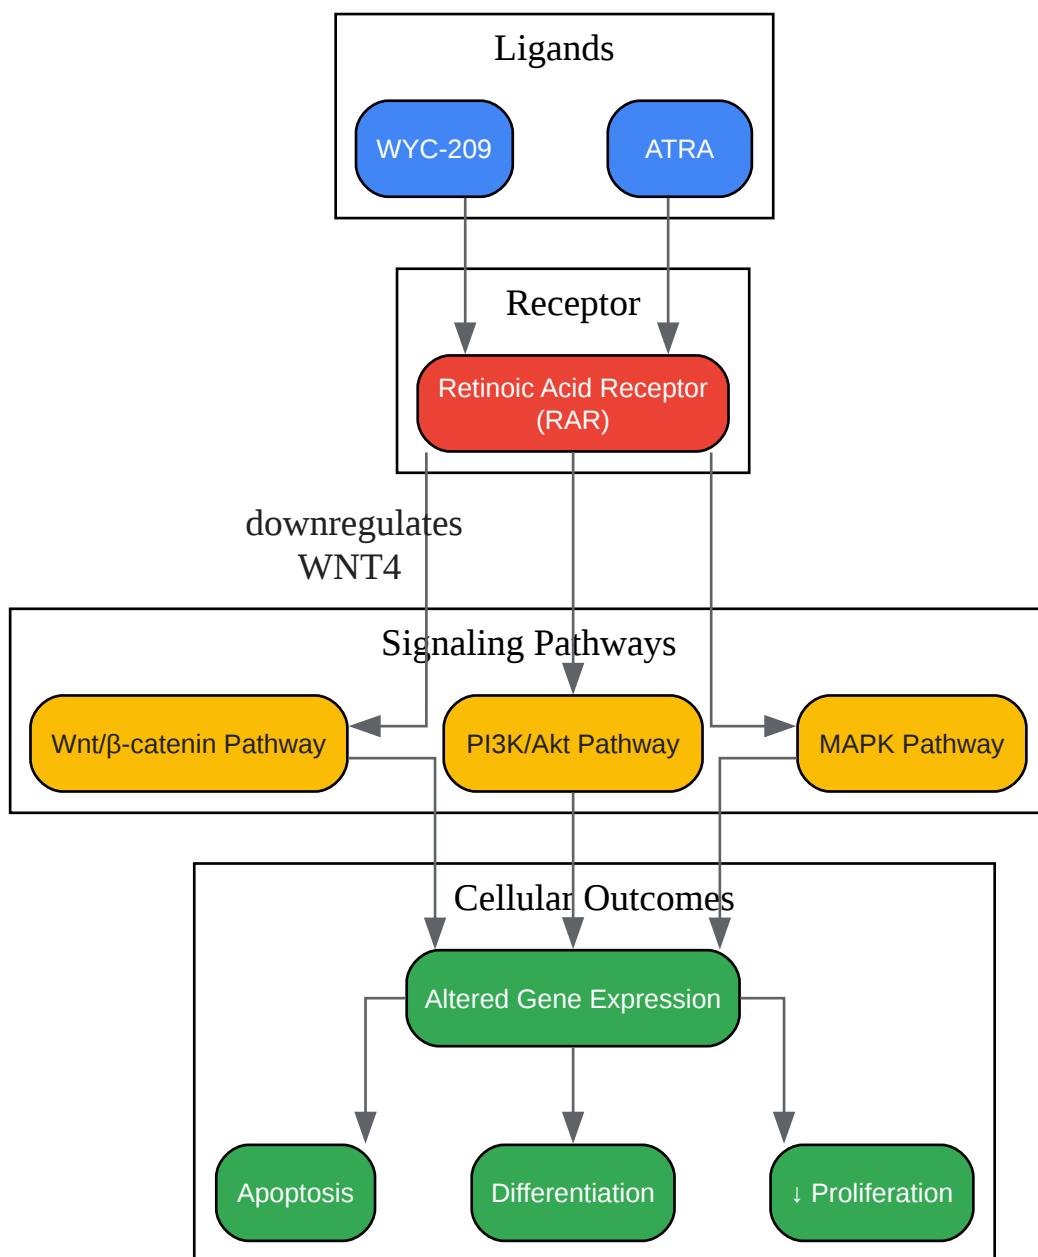 Ligands
WYC-209
ATRA
Receptor
Retinoic Acid Receptor
(RAR)
downregulates
WNT4
Signaling Pathways
Wnt/β-catenin Pathway
PI3K/Akt Pathway
MAPK Pathway
Cellular Outcomes
Altered Gene Expression
Apoptosis
Differentiation
↓ Proliferation